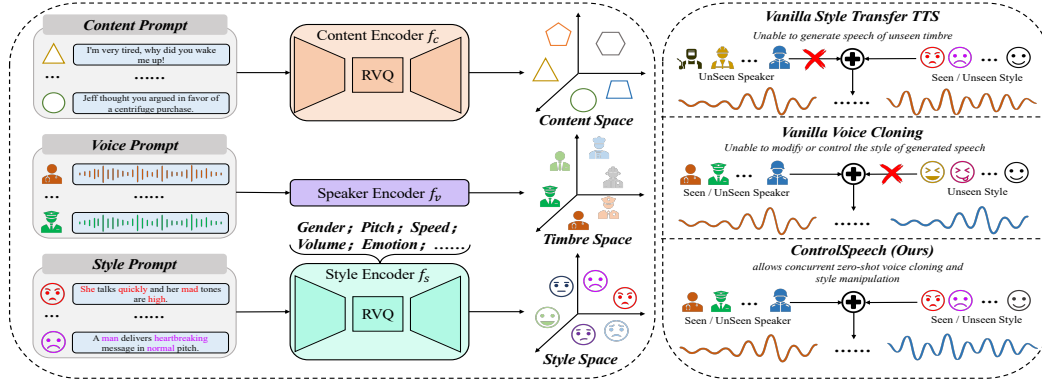 Content Prompt
I'm very tired, why did you wake
me up!
...
......
Jeff thought you argued in favor of
a centrifuge purchase.
Content Encoder f_c
RVQ
Content Space
Voice Prompt
...
......
Speaker Encoder f_v
Timbre Space
Gender; Pitch; Speed;
Volume; Emotion; ......
Style Prompt
She talks quickly and her mad tones
are high.
...
......
A man delivers heartbreaking
message in normal pitch.
Style Encoder f_s
RVQ
Style Space
Vanilla Style Transfer TTS
Unable to generate speech of unseen timbre
...
...
UnSeen Speaker
Seen / Unseen Style
......
Vanilla Voice Cloning
Unable to modify or control the style of generated speech
...
...
Seen / UnSeen Speaker
Unseen Style
......
ControlSpeech (Ours)
allows concurrent zero-shot voice cloning and
style manipulation
...
...
Seen / UnSeen Speaker
Seen / Unseen Style
......